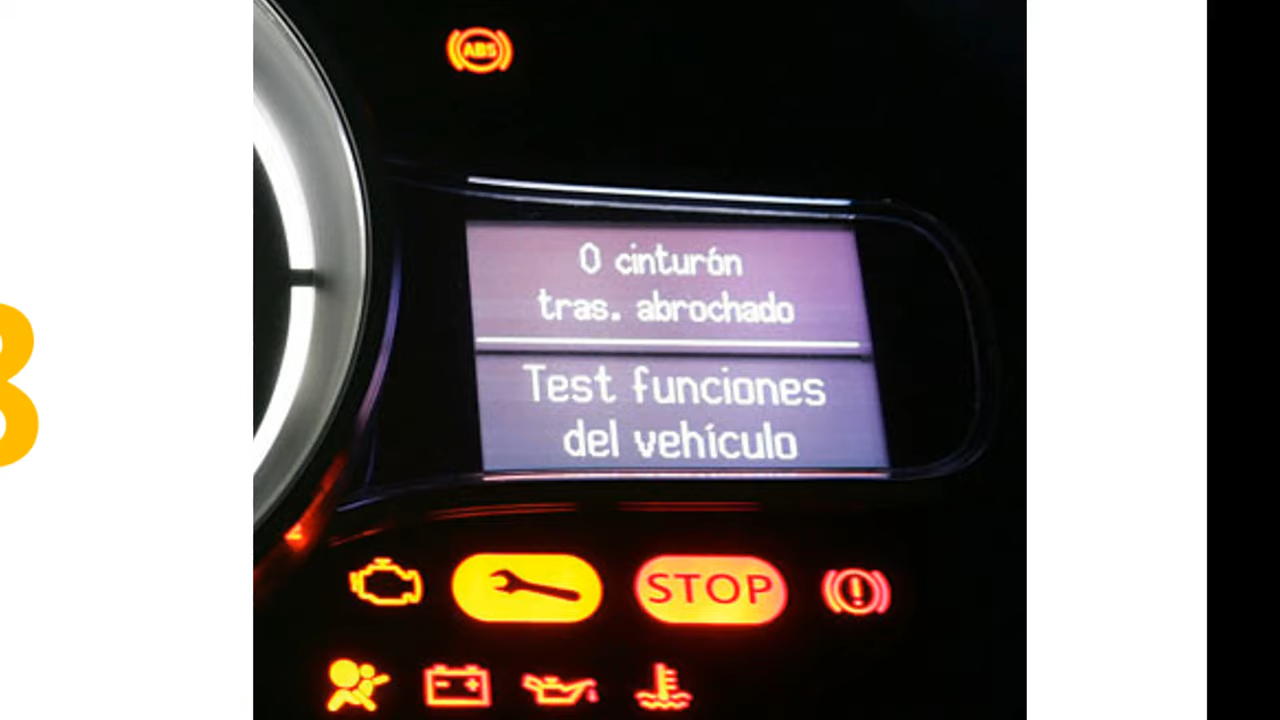 ABS
0 cinturón
tras. abrochado
Test funciones
del vehículo
STOP